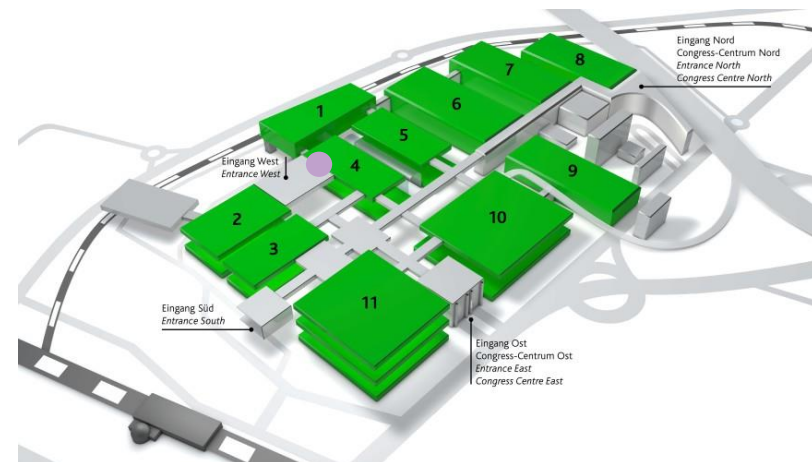 Eingang Nord
Congress-Centrum Nord
Entrance North
Congress Centre North
8
7
6
1
5
4
Eingang West
Entrance West
9
2
10
3
11
Eingang Süd
Entrance South
Eingang Ost
Congress-Centrum Ost
Entrance East
Congress Centre East